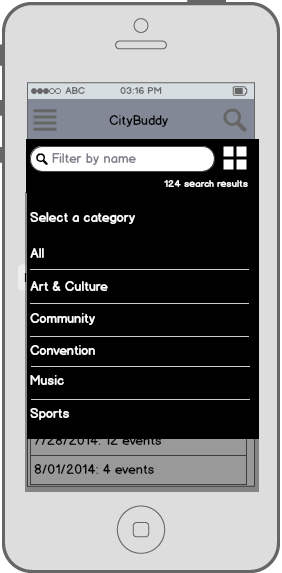 ABC 03:16 PM
CityBuddy
Filter by name
124 search results
Select a category
All
Art & Culture
Community
Convention
Music
Sports
7/28/2014: 12 events
8/01/2014: 4 events